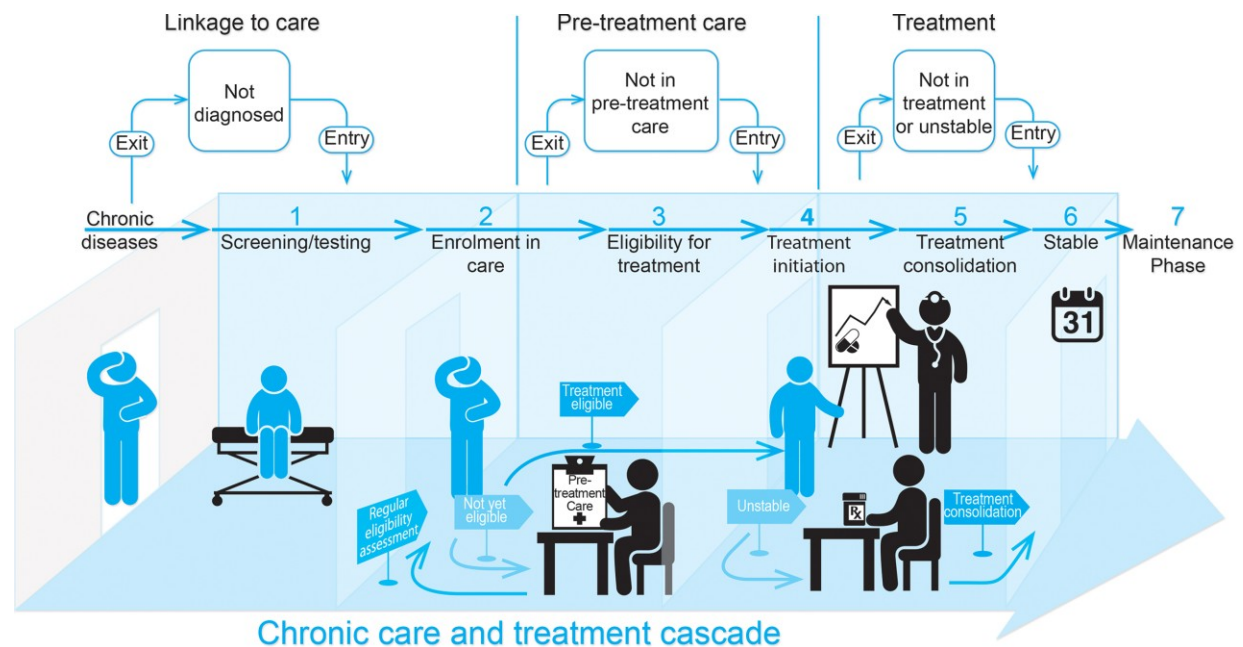 Linkage to care
Pre-treatment care
Treatment
Not
diagnosed
Exit
Entry
Not in
pre-treatment
care
Exit
Entry
Not in
treatment
or unstable
Exit
Entry
Chronic
diseases
1
Screening/testing
2
Enrolment in
care
3
Eligibility for
treatment
4
Treatment
initiation
5
Treatment
consolidation
6
Stable
7
Maintenance
Phase
31
Treatment
eligible
Pre-
treatment
Care
Regular
eligibility
assessment
Not yet
eligible
Unstable
Rx
Treatment
consolidation
Chronic care and treatment cascade